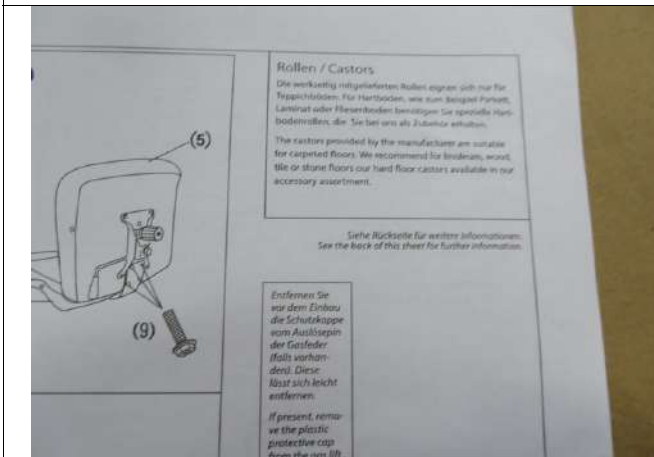 Rollen / Castors
Die werkseitig mitgelieferten Rollen eignen sich nur für
Teppichböden. Für Hartböden, wie zum Beispiel Parkett,
Laminat oder Fliesenböden benötigen Sie spezielle Hart-
bodenrollen, die Sie bei uns als Zubehör erhalten.
The castors provided by the manufacturer are suitable
for carpeted floors. We recommend for linoleum, wood,
tile or stone floors our hard floor castors available in our
accessory assortment.
(5)
Siehe Rückseite für weitere Informationen.
See the back of this sheet for further information.
(9)
Entfernen Sie
vor dem Einbau
die Schutzkappe
vom Auslösepin
der Gasfeder
(falls vorhan-
den). Diese
lässt sich leicht
entfernen.
If present, remo-
ve the plastic
protective cap
from the gas lift